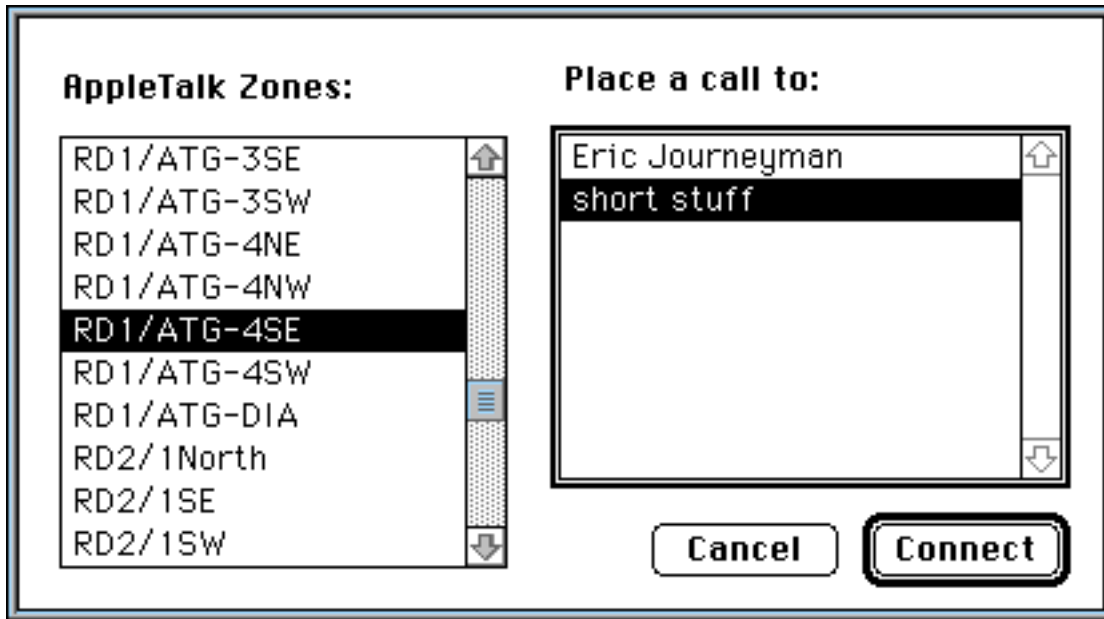 AppleTalk Zones:
RD1/ATG-3SE
RD1/ATG-3SW
RD1/ATG-4NE
RD1/ATG-4NW
RD1/ATG-4SE
RD1/ATG-4SW
RD1/ATG-DIA
RD2/1North
RD2/1SE
RD2/1SW
Place a call to:
Eric Journeyman
short stuff
Cancel
Connect